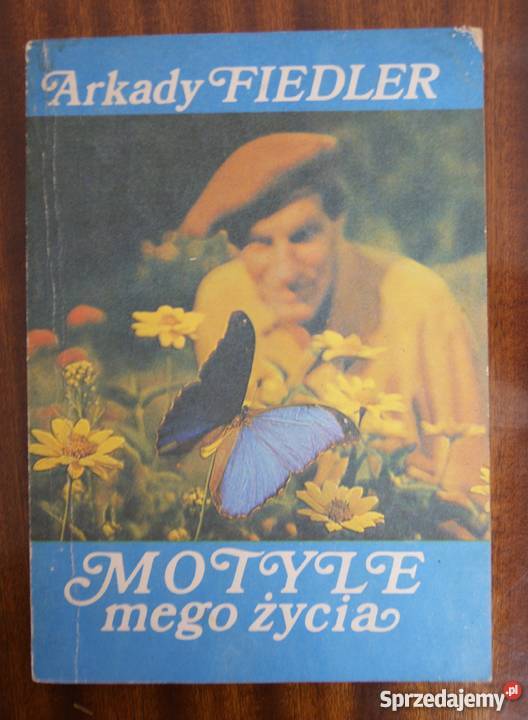 Arkady FIEDLER
MOTYLE
mego życia
Sprzedajemy.pl